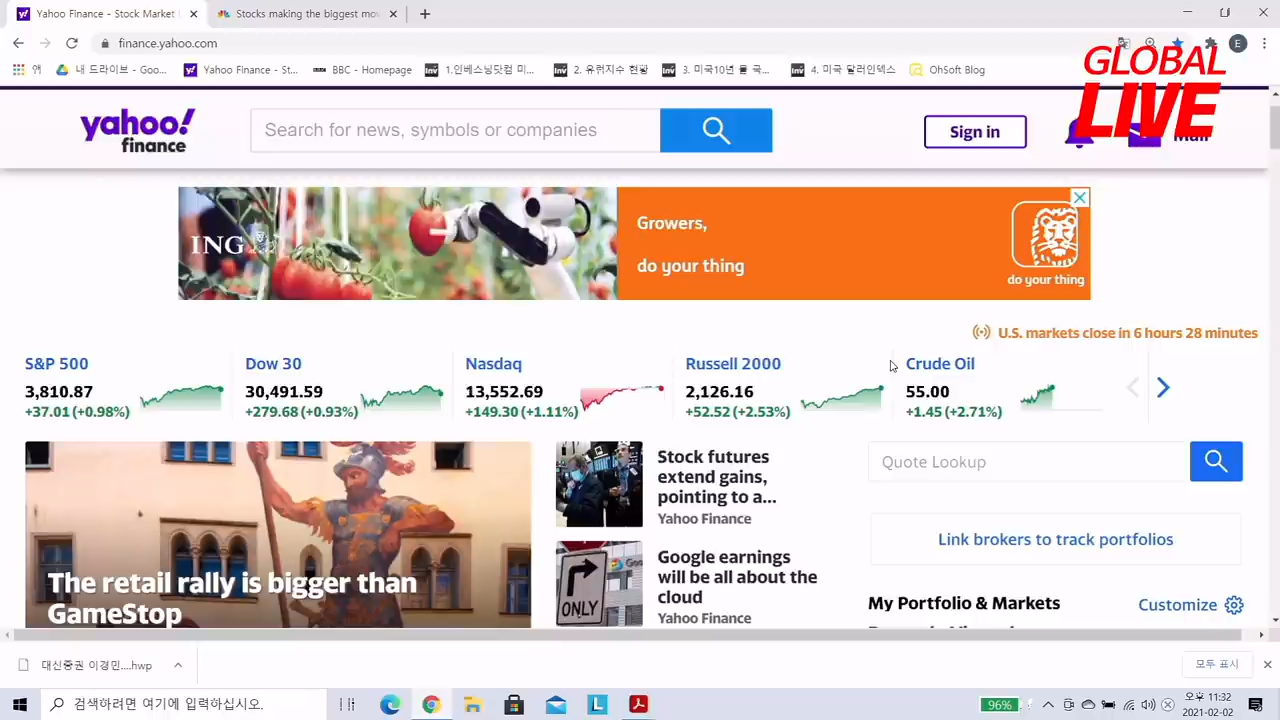 Yahoo Finance - Stock Market
Stocks making the biggest mo
finance.yahoo.com
E
앱
내 드라이브 - Goo...
Yahoo Finance - St...
BBC - Homepage
1.인베스닝닷컴 미...
2. 유럽지수 현황
3. 미국10년 물 국...
4. 미국 달러인덱스
OhSoft Blog
GLOBAL
LIVE
yahoo!
finance
Search for news, symbols or companies
Sign in
Mail
ING
Growers,
do your thing
do your thing
U.S. markets close in 6 hours 28 minutes
S&P 500
3,810.87
+37.01 (+0.98%)
Dow 30
30,491.59
+279.68 (+0.93%)
Nasdaq
13,552.69
+149.30 (+1.11%)
Russell 2000
2,126.16
+52.52 (+2.53%)
Crude Oil
55.00
+1.45 (+2.71%)
The retail rally is bigger than
GameStop
Stock futures
extend gains,
pointing to a...
Yahoo Finance
ONLY
Google earnings
will be all about the
cloud
Yahoo Finance
Quote Lookup
Link brokers to track portfolios
My Portfolio & Markets
Customize
대신증권 이경민....hwp
모두 표시
검색하려면 여기에 입력하십시오.
96%
오후 11:32
2021-02-02